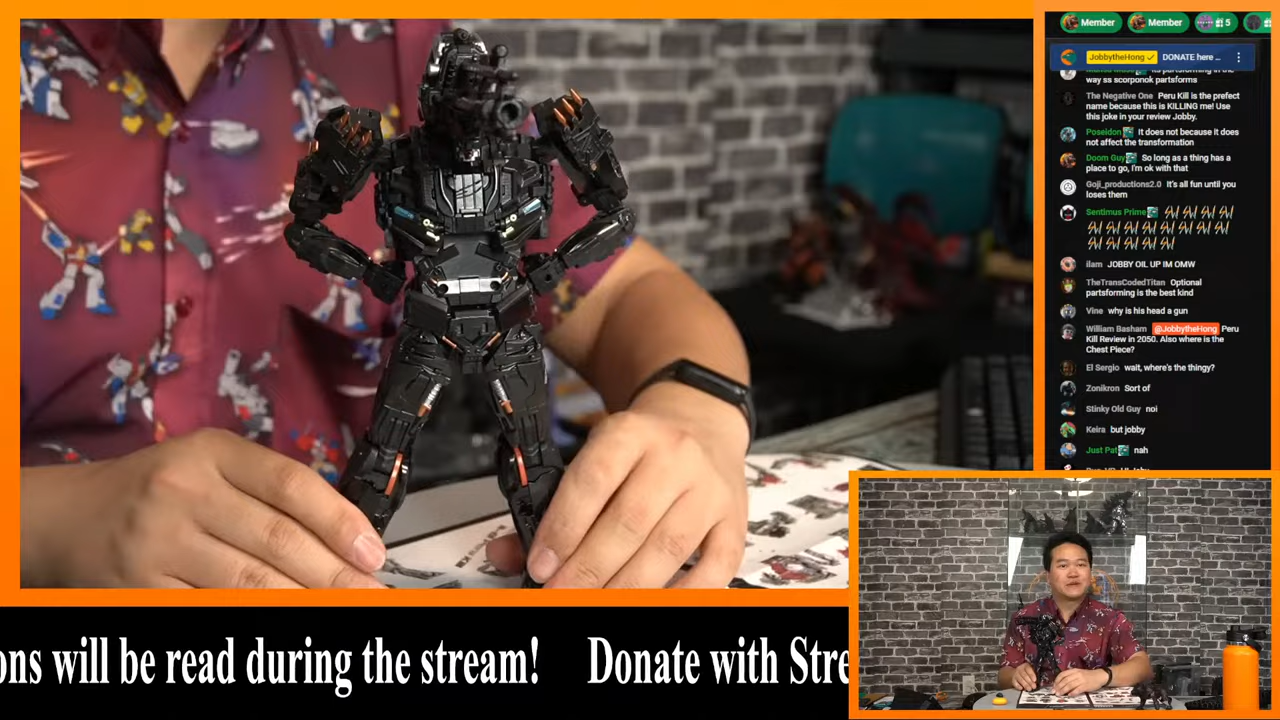 Member
Member
5
JobbytheHong DONATE here ...
way ss scorponok partsforms
The Negative One Peru Kill is the prefect
name because this is KILLING me! Use
this joke in your review Jobby.
Poseidon It does not because it does
not affect the transformation
Doom Guy So long as a thing has a
place to go, I'm ok with that
Goji_productions2.0 It's all fun until you
loses them
Sentimus Prime
ilam JOBBY OIL UP IM OMW
TheTransCodedTitan Optional
partsforming is the best kind
Vine why is his head a gun
William Basham @JobbytheHong Peru
Kill Review in 2050. Also where is the
Chest Piece?
El Sergio wait, where's the thingy?
Zonikron Sort of
Stinky Old Guy noi
Keira but jobby
Just Pat nah
ons will be read during the stream! Donate with Stre